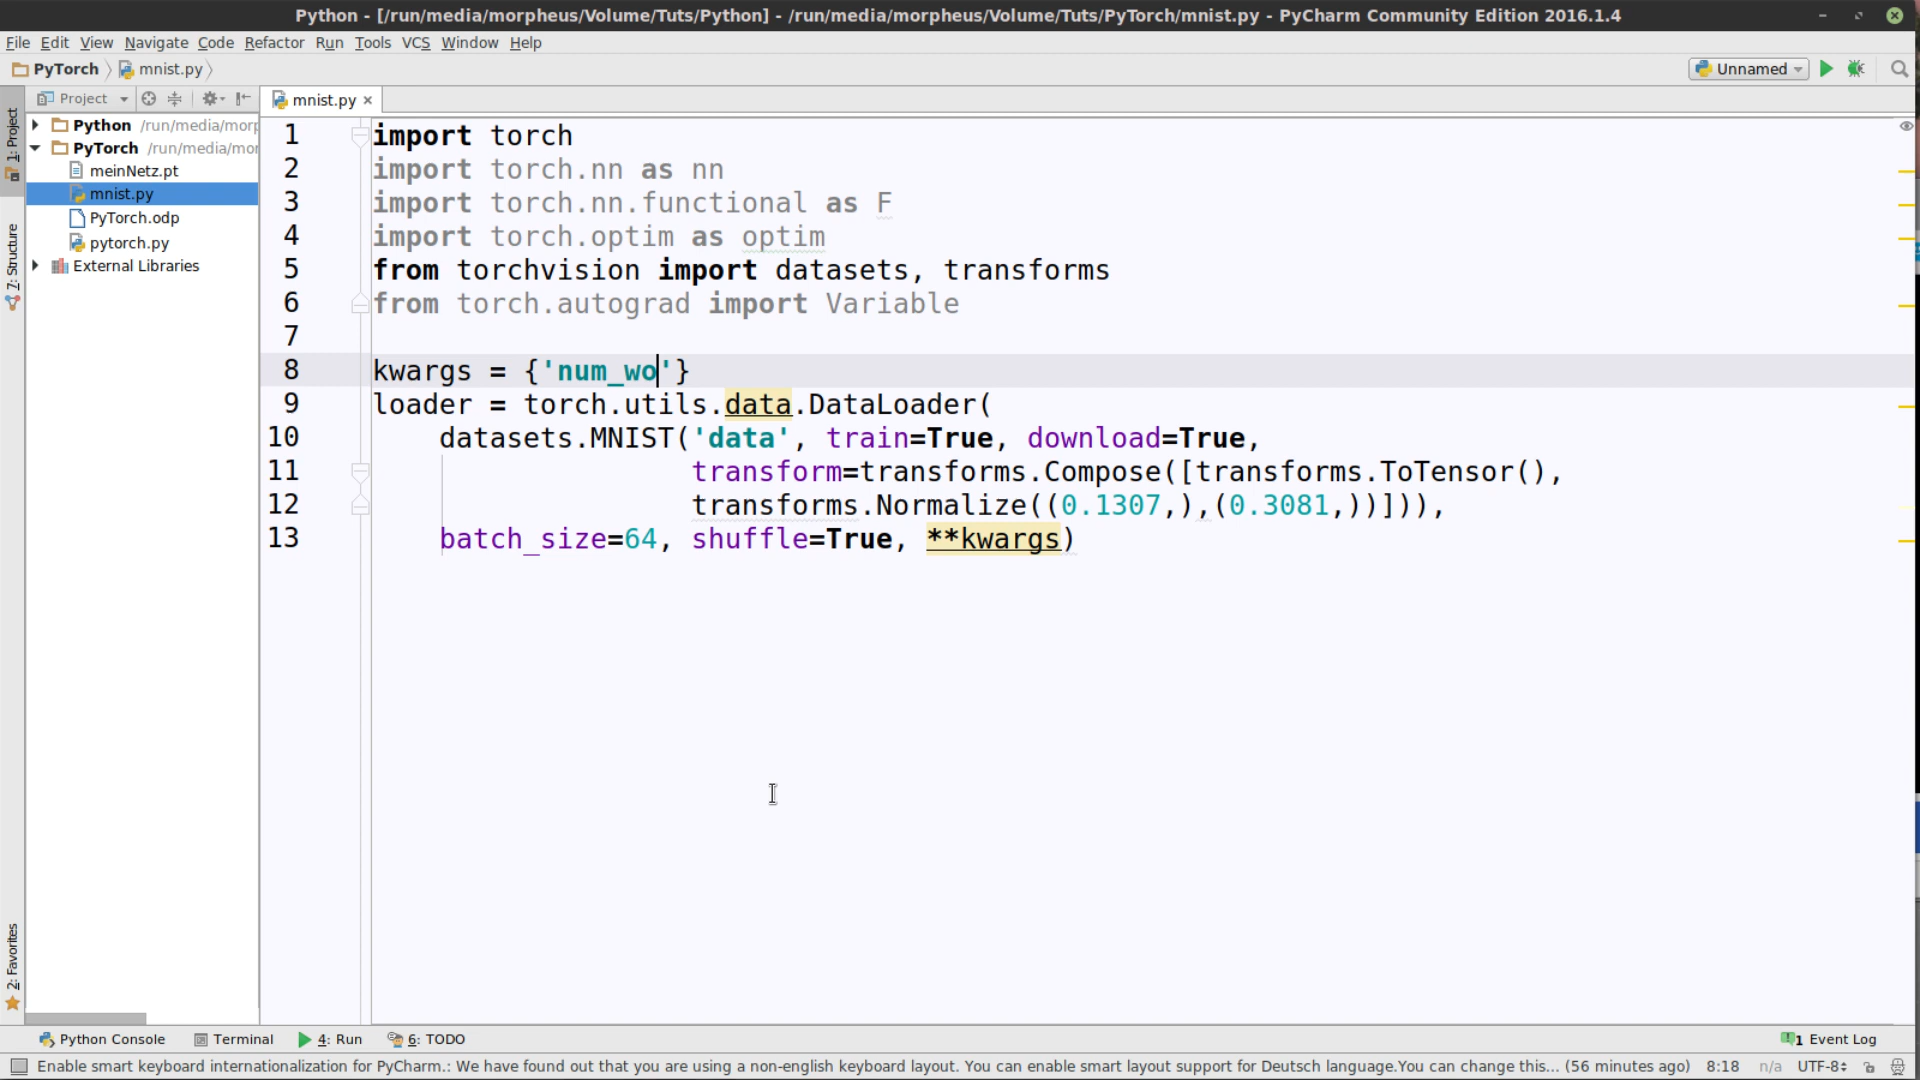 Python - [/run/media/morpheus/Volume/Tuts/Python] - /run/media/morpheus/Volume/Tuts/PyTorch/mnist.py - PyCharm Community Edition 2016.1.4
File Edit View Navigate Code Refactor Run Tools VCS Window Help
PyTorch mnist.py Unnamed
Project mnist.py
1: Project
7: Structure
2: Favorites
Python /run/media/morp
PyTorch /run/media/mor
meinNetz.pt
mnist.py
PyTorch.odp
pytorch.py
External Libraries
1 import torch
2 import torch.nn as nn
3 import torch.nn.functional as F
4 import torch.optim as optim
5 from torchvision import datasets, transforms
6 from torch.autograd import Variable
7
8 kwargs = {'num_wo'}
9 loader = torch.utils.data.DataLoader(
10 datasets.MNIST('data', train=True, download=True,
11 transform=transforms.Compose([transforms.ToTensor(),
12 transforms.Normalize((0.1307,),(0.3081,))])),
13 batch_size=64, shuffle=True, **kwargs)
Python Console Terminal 4: Run 6: TODO 1 Event Log
Enable smart keyboard internationalization for PyCharm.: We have found out that you are using a non-english keyboard layout. You can enable smart layout support for Deutsch language.You can change this... (56 minutes ago) 8:18 n/a UTF-8